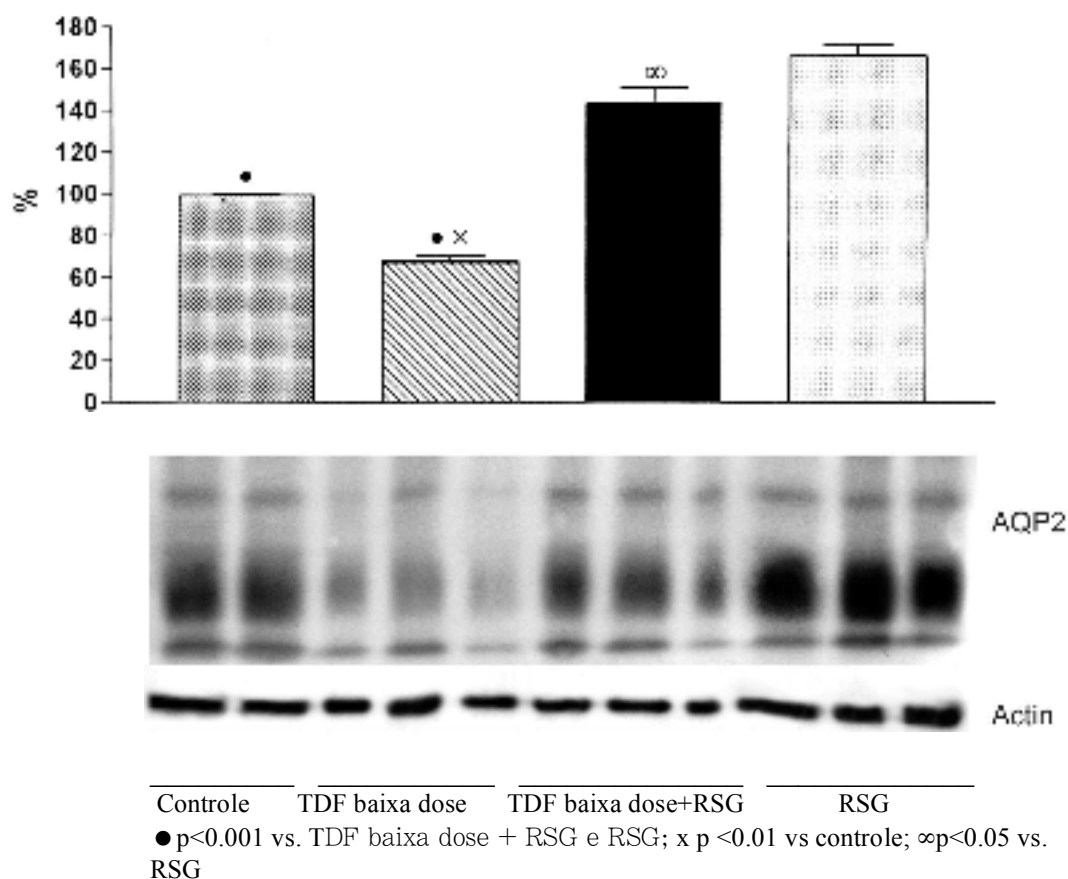 180
160
140
120
100
80
60
40
20
0
%
●
● ×
∞
AQP2
Actin
Controle TDF baixa dose TDF baixa dose+RSG RSG
● p<0.001 vs. TDF baixa dose + RSG e RSG; x p <0.01 vs controle; ∞p<0.05 vs.
RSG